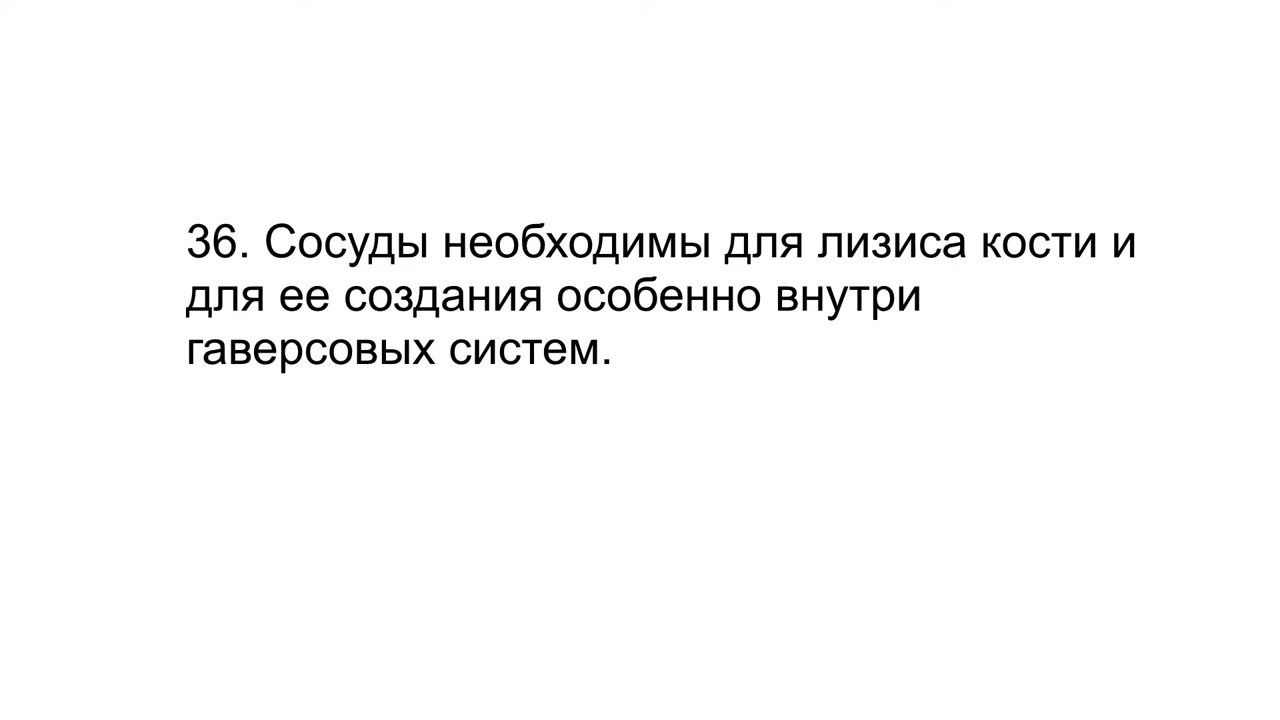 36. Сосуды необходимы для лизиса кости и
для ее создания особенно внутри
гаверсовых систем.